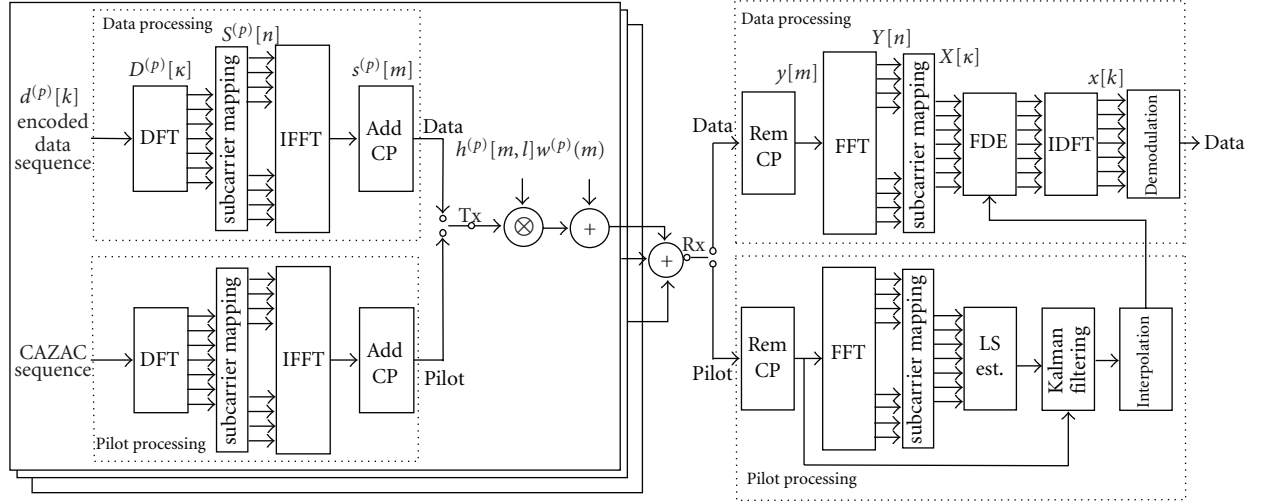 Data processing
S^(p)[n]
D^(p)[κ]
s^(p)[m]
d^(p)[k]
encoded
data
sequence
DFT
subcarrier mapping
IFFT
Add
CP
Data
h^(p)[m, l]w^(p)(m)
⊗
+
Tx
CAZAC
sequence
DFT
subcarrier mapping
IFFT
Add
CP
Pilot
Pilot processing
+
Rx
Data processing
Y[n]
X[κ]
y[m]
x[k]
Data
Rem
CP
FFT
subcarrier mapping
FDE
IDFT
Demodulation
Data
Pilot
Rem
CP
FFT
subcarrier mapping
LS
est.
Kalman
filtering
Interpolation
Pilot processing